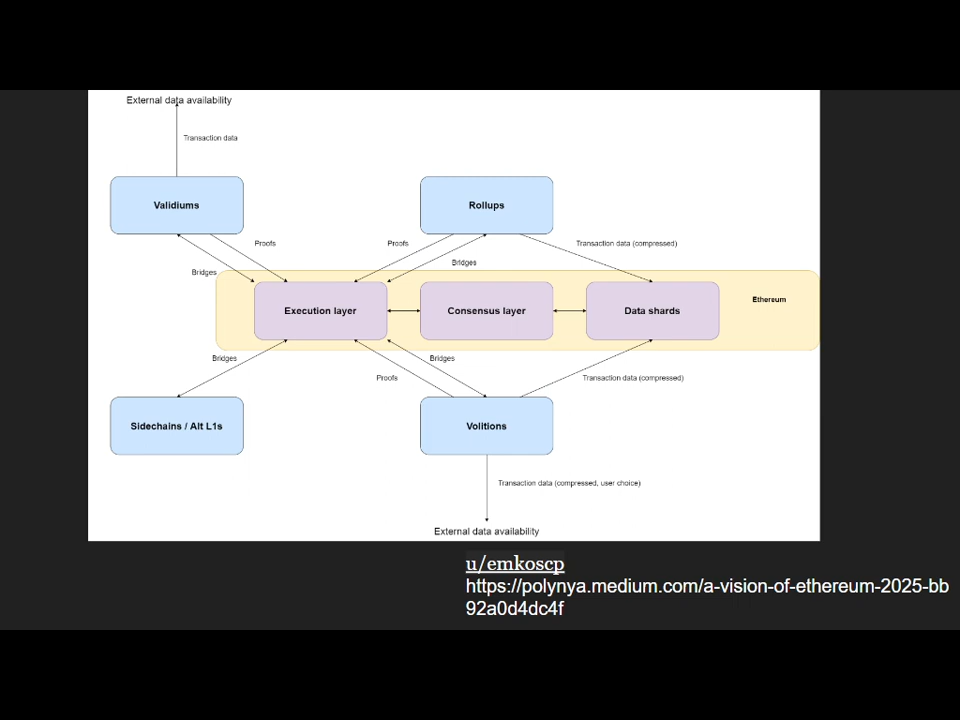 External data availability
Transaction data
Validiums
Rollups
Proofs
Proofs
Transaction data (compressed)
Bridges
Bridges
Ethereum
Execution layer
Consensus layer
Data shards
Bridges
Bridges
Proofs
Transaction data (compressed)
Sidechains / Alt L1s
Volitions
Transaction data (compressed, user choice)
External data availability
u/emkoscp
https://polynya.medium.com/a-vision-of-ethereum-2025-bb
92a0d4dc4f